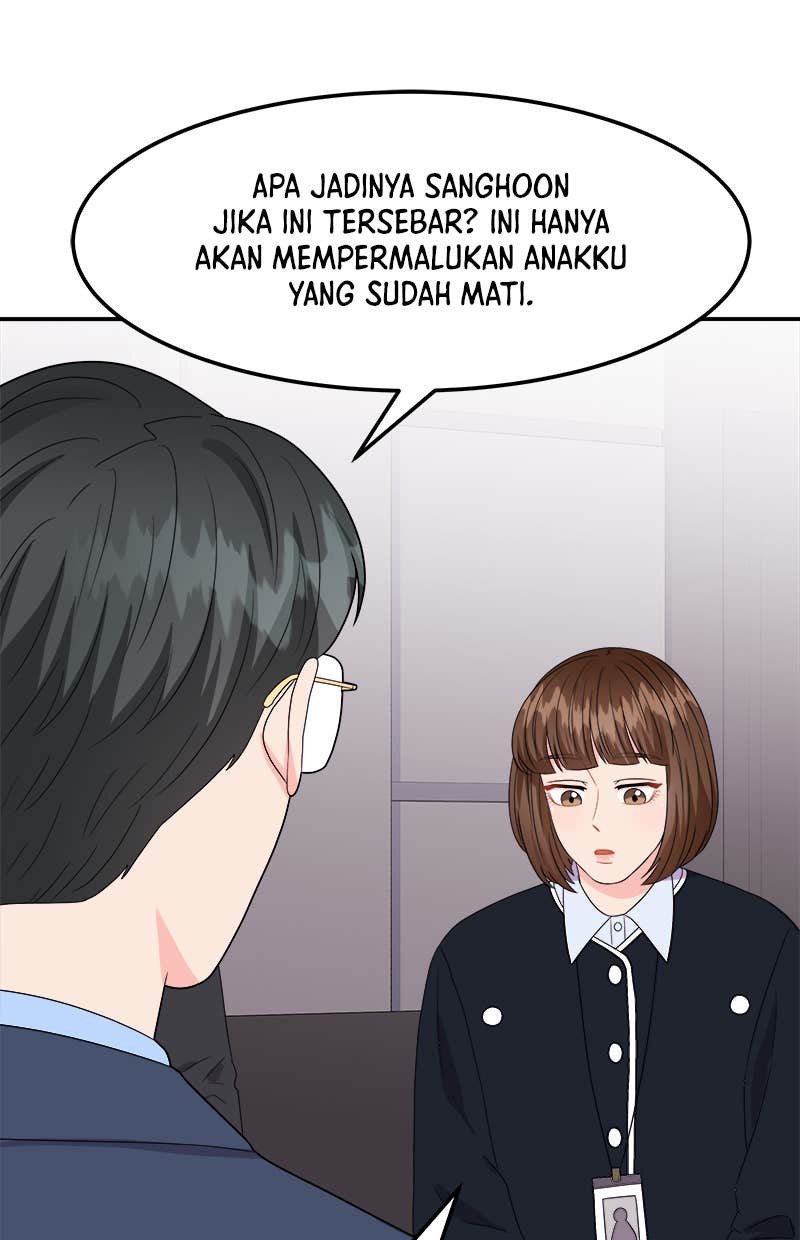 APA JADINYA SANGHOON
JIKA INI TERSEBAR? INI HANYA
AKAN MEMPERMALUKAN ANAKKU
YANG SUDAH MATI.